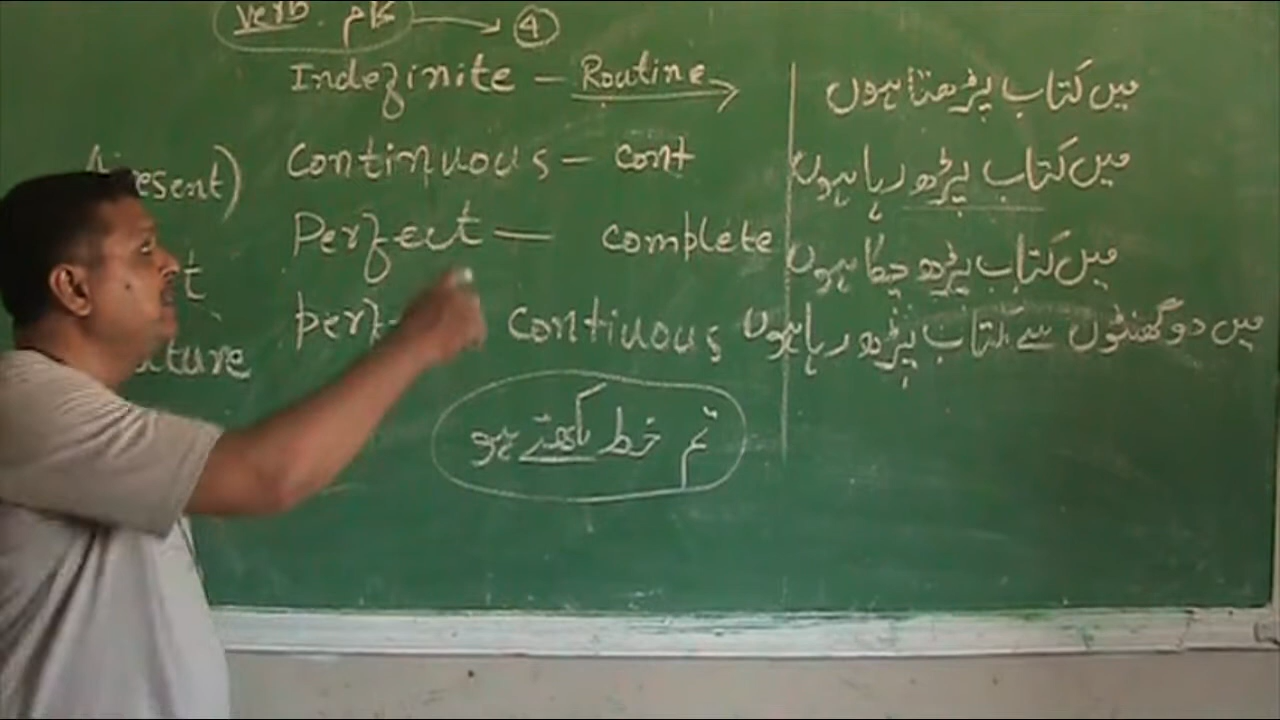 verb. کام → 4
Indefinite – Routine → میں کتاب پڑھتا ہوں
Present) Continuous – cont میں کتاب پڑھ رہا ہوں
Perfect – complete میں کتاب پڑھ چکا ہوں
continuous میں دو گھنٹوں سے کتاب پڑھ رہا ہوں
تم خط لکھتے ہو